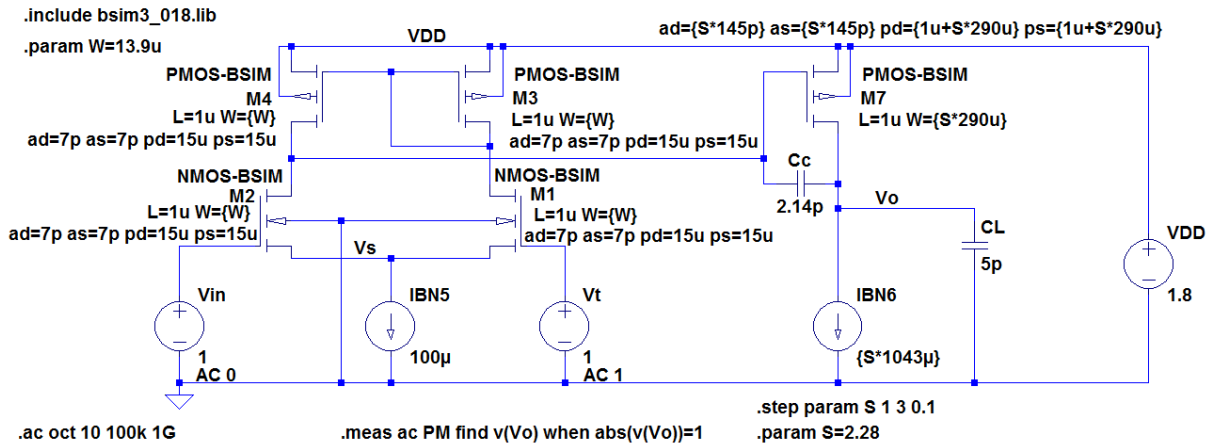 .include bsim3_018.lib
.param W=13.9u
VDD
ad={S*145p} as={S*145p} pd={1u+S*290u} ps={1u+S*290u}
PMOS-BSIM
M4
L=1u W={W}
ad=7p as=7p pd=15u ps=15u
PMOS-BSIM
M3
L=1u W={W}
ad=7p as=7p pd=15u ps=15u
PMOS-BSIM
M7
L=1u W={S*290u}
NMOS-BSIM
M2
L=1u W={W}
ad=7p as=7p pd=15u ps=15u
NMOS-BSIM
M1
L=1u W={W}
ad=7p as=7p pd=15u ps=15u
Cc
2.14p
Vo
CL
5p
VDD
1.8
Vs
Vin
1
AC 0
IBN5
100µ
Vt
1
AC 1
IBN6
{S*1043µ}
.ac oct 10 100k 1G
.meas ac PM find v(Vo) when abs(v(Vo))=1
.step param S 1 3 0.1
.param S=2.28